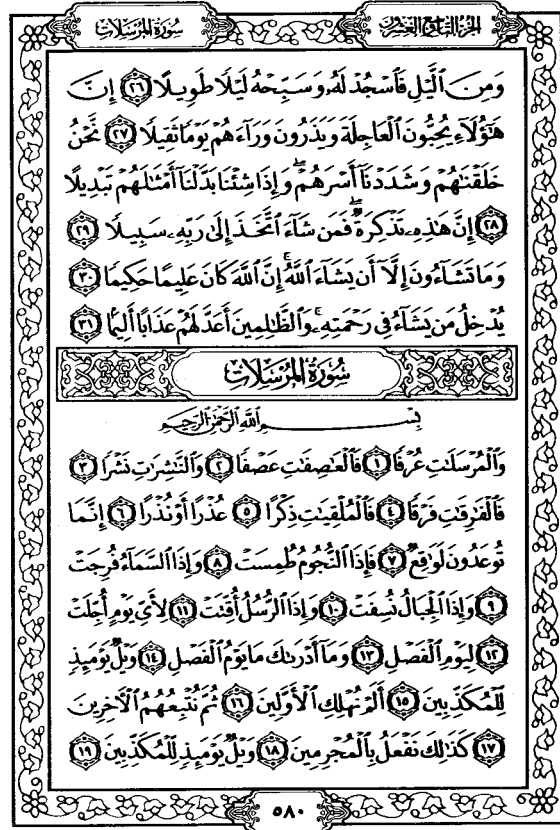 سُورَةُ المُرْسَلَات
الجزء التاسع والعشرون
وَمِنَ ٱلَّيْلِ فَٱسْجُدْ لَهُۥ وَسَبِّحْهُ لَيْلًا طَوِيلًا ٢٦ إِنَّ
هَـٰٓؤُلَآءِ يُحِبُّونَ ٱلْعَاجِلَةَ وَيَذَرُونَ وَرَآءَهُمْ يَوْمًا ثَقِيلًا ٢٧ نَّحْنُ
خَلَقْنَـٰهُمْ وَشَدَدْنَآ أَسْرَهُمْ ۖ وَإِذَا شِئْنَا بَدَّلْنَآ أَمْثَـٰلَهُمْ تَبْدِيلًا
٢٨ إِنَّ هَـٰذِهِۦ تَذْكِرَةٌ ۖ فَمَن شَآءَ ٱتَّخَذَ إِلَىٰ رَبِّهِۦ سَبِيلًا ٢٩
وَمَا تَشَآءُونَ إِلَّآ أَن يَشَآءَ ٱللَّهُ ۚ إِنَّ ٱللَّهَ كَانَ عَلِيمًا حَكِيمًا ٣٠
يُدْخِلُ مَن يَشَآءُ فِى رَحْمَتِهِۦ ۚ وَٱلظَّـٰلِمِينَ أَعَدَّ لَهُمْ عَذَابًا أَلِيمًۢا ٣١
سُورَةُ المُرْسَلَات
بِسْمِ ٱللَّهِ ٱلرَّحْمَـٰنِ ٱلرَّحِيمِ
وَٱلْمُرْسَلَـٰتِ عُرْفًا ١ فَٱلْعَـٰصِفَـٰتِ عَصْفًا ٢ وَٱلنَّـٰشِرَٰتِ نَشْرًا ٣
فَٱلْفَـٰرِقَـٰتِ فَرْقًا ٤ فَٱلْمُلْقِيَـٰتِ ذِكْرًا ٥ عُذْرًا أَوْ نُذْرًا ٦ إِنَّمَا
تُوعَدُونَ لَوَٰقِعٌ ٧ فَإِذَا ٱلنُّجُومُ طُمِسَتْ ٨ وَإِذَا ٱلسَّمَآءُ فُرِجَتْ
٩ وَإِذَا ٱلْجِبَالُ نُسِفَتْ ١٠ وَإِذَا ٱلرُّسُلُ أُقِّتَتْ ١١ لِأَىِّ يَوْمٍ أُجِّلَتْ
١٢ لِيَوْمِ ٱلْفَصْلِ ١٣ وَمَآ أَدْرَىٰكَ مَا يَوْمُ ٱلْفَصْلِ ١٤ وَيْلٌ يَوْمَئِذٍ
لِّلْمُكَذِّبِينَ ١٥ أَلَمْ نُهْلِكِ ٱلْأَوَّلِينَ ١٦ ثُمَّ نُتْبِعُهُمُ ٱلْـَٔاخِرِينَ
١٧ كَذَٰلِكَ نَفْعَلُ بِٱلْمُجْرِمِينَ ١٨ وَيْلٌ يَوْمَئِذٍ لِّلْمُكَذِّبِينَ ١٩
٥٨٠